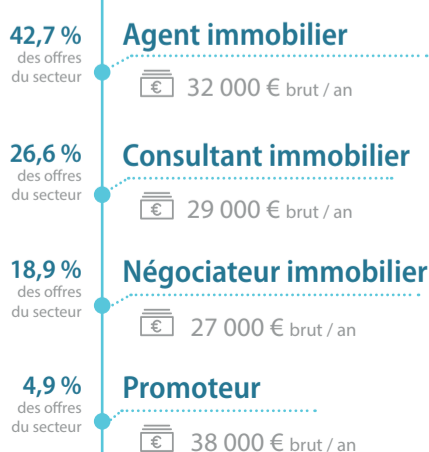 42,7 %
des offres
du secteur
Agent immobilier
€ 32 000 € brut / an
26,6 %
des offres
du secteur
Consultant immobilier
€ 29 000 € brut / an
18,9 %
des offres
du secteur
Négociateur immobilier
€ 27 000 € brut / an
4,9 %
des offres
du secteur
Promoteur
€ 38 000 € brut / an